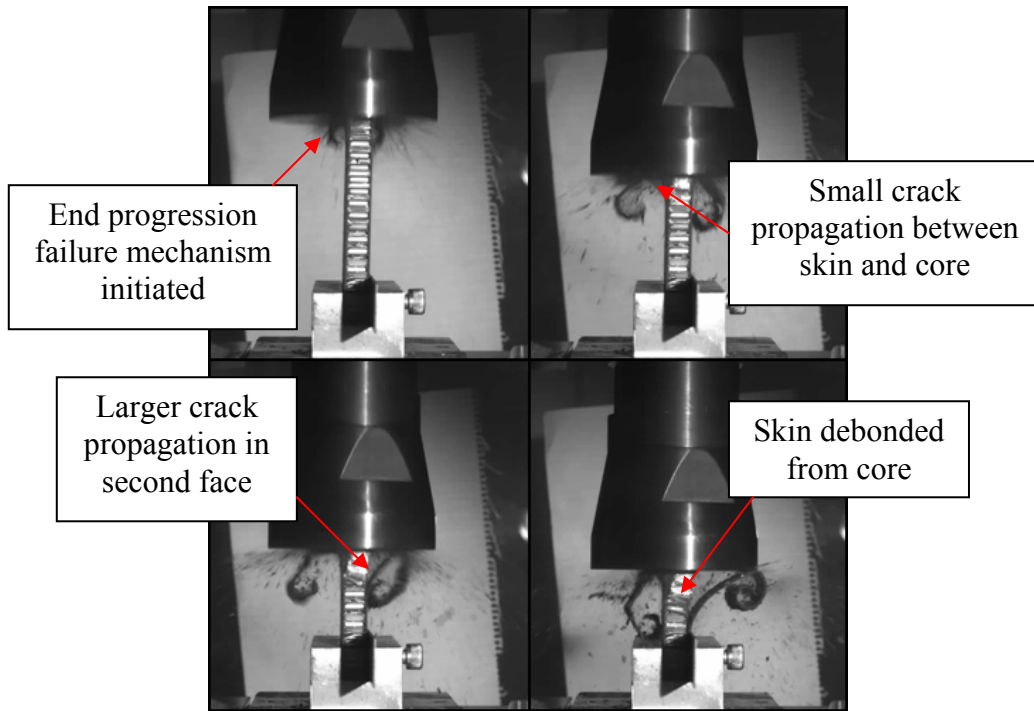 End progression
failure mechanism
initiated
Small crack
propagation between
skin and core
Larger crack
propagation in
second face
Skin debonded
from core